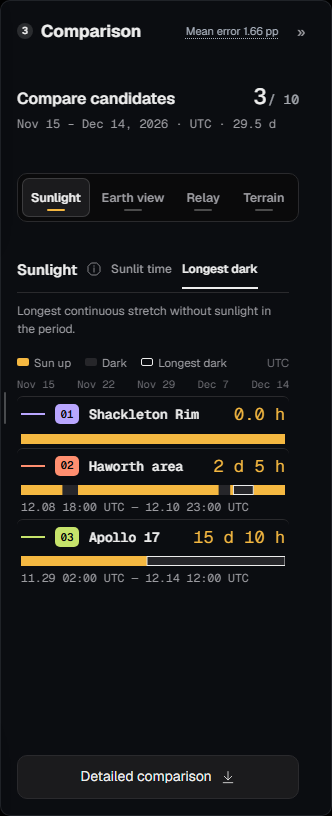 3 Comparison Mean error 1.66 pp »
Compare candidates 3 / 10
Nov 15 – Dec 14, 2026 · UTC · 29.5 d
Sunlight Earth view Relay Terrain
Sunlight Sunlit time Longest dark
Longest continuous stretch without sunlight in
the period.
Sun up Dark Longest dark UTC
Nov 15 Nov 22 Nov 29 Dec 7 Dec 14
01 Shackleton Rim 0.0 h
02 Haworth area 2 d 5 h
12.08 18:00 UTC – 12.10 23:00 UTC
03 Apollo 17 15 d 10 h
11.29 02:00 UTC – 12.14 12:00 UTC
Detailed comparison